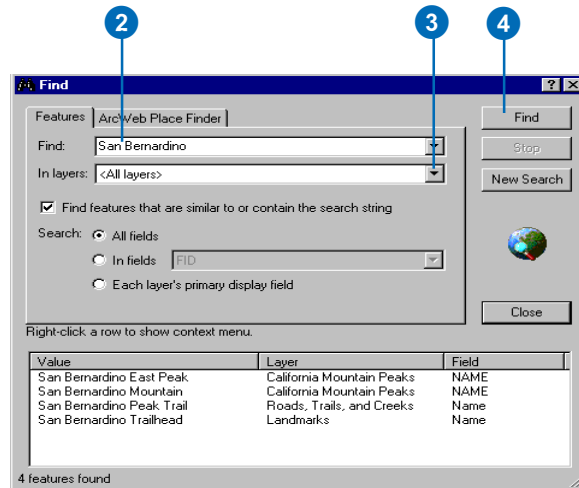 2 3 4
Find
Features ArcWeb Place Finder
Find: San Bernardino
In layers: <All layers>
Find features that are similar to or contain the search string
Search: All fields
In fields FID
Each layer's primary display field
Find
Stop
New Search
Close
Right-click a row to show context menu.
Value Layer Field
San Bernardino East Peak California Mountain Peaks NAME
San Bernardino Mountain California Mountain Peaks NAME
San Bernardino Peak Trail Roads, Trails, and Creeks Name
San Bernardino Trailhead Landmarks Name
4 features found